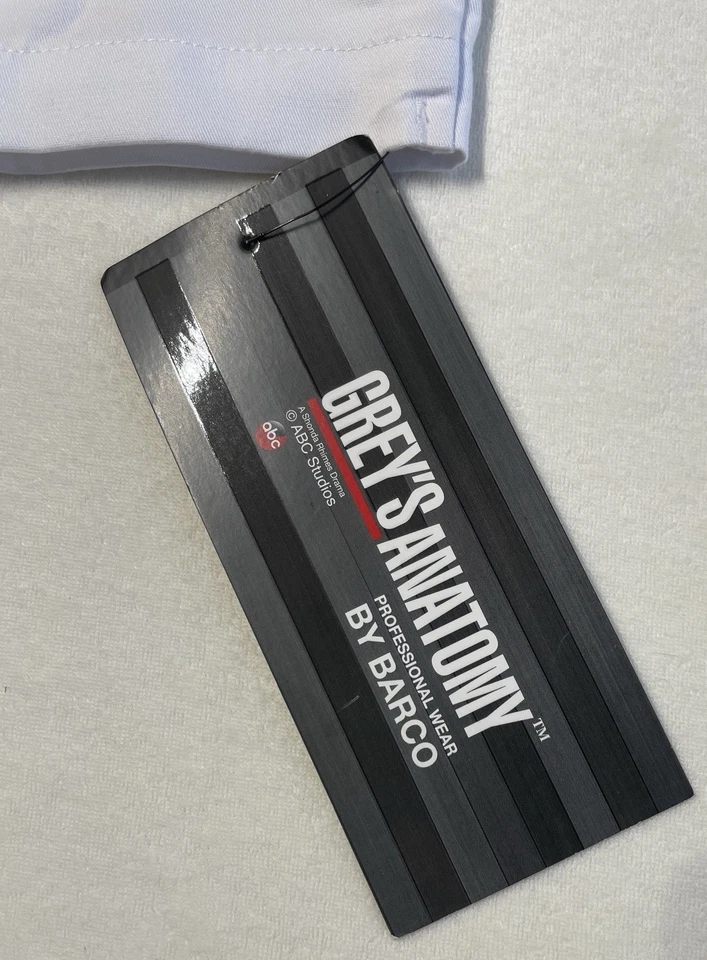 GREY'S ANATOMY™
PROFESSIONAL WEAR
BY BARCO
A Shonda Rhimes Drama
© ABC Studios
abc